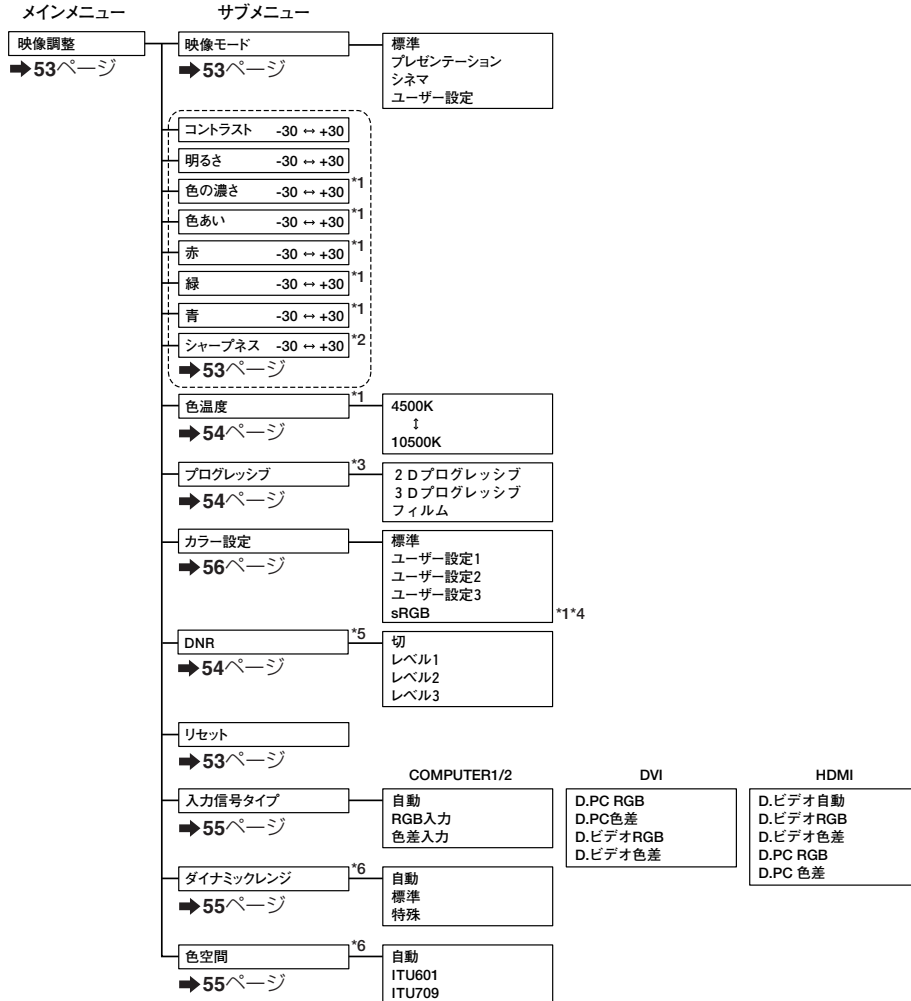 メインメニュー
サブメニュー
映像調整
➡53ページ
映像モード
➡53ページ
標準
プレゼンテーション
シネマ
ユーザー設定
コントラスト -30 ↔ +30
明るさ -30 ↔ +30
色の濃さ -30 ↔ +30 *1
色あい -30 ↔ +30 *1
赤 -30 ↔ +30 *1
緑 -30 ↔ +30 *1
青 -30 ↔ +30 *1
シャープネス -30 ↔ +30 *2
➡53ページ
色温度 *1
➡54ページ
4500K
↕
10500K
プログレッシブ *3
➡54ページ
2Dプログレッシブ
3Dプログレッシブ
フィルム
カラー設定
➡56ページ
標準
ユーザー設定1
ユーザー設定2
ユーザー設定3
sRGB *1*4
DNR *5
➡54ページ
切
レベル1
レベル2
レベル3
リセット
➡53ページ
入力信号タイプ
➡55ページ
COMPUTER1/2
自動
RGB入力
色差入力
DVI
D.PC RGB
D.PC色差
D.ビデオRGB
D.ビデオ色差
HDMI
D.ビデオ自動
D.ビデオRGB
D.ビデオ色差
D.PC RGB
D.PC 色差
ダイナミックレンジ *6
➡55ページ
自動
標準
特殊
色空間 *6
➡55ページ
自動
ITU601
ITU709